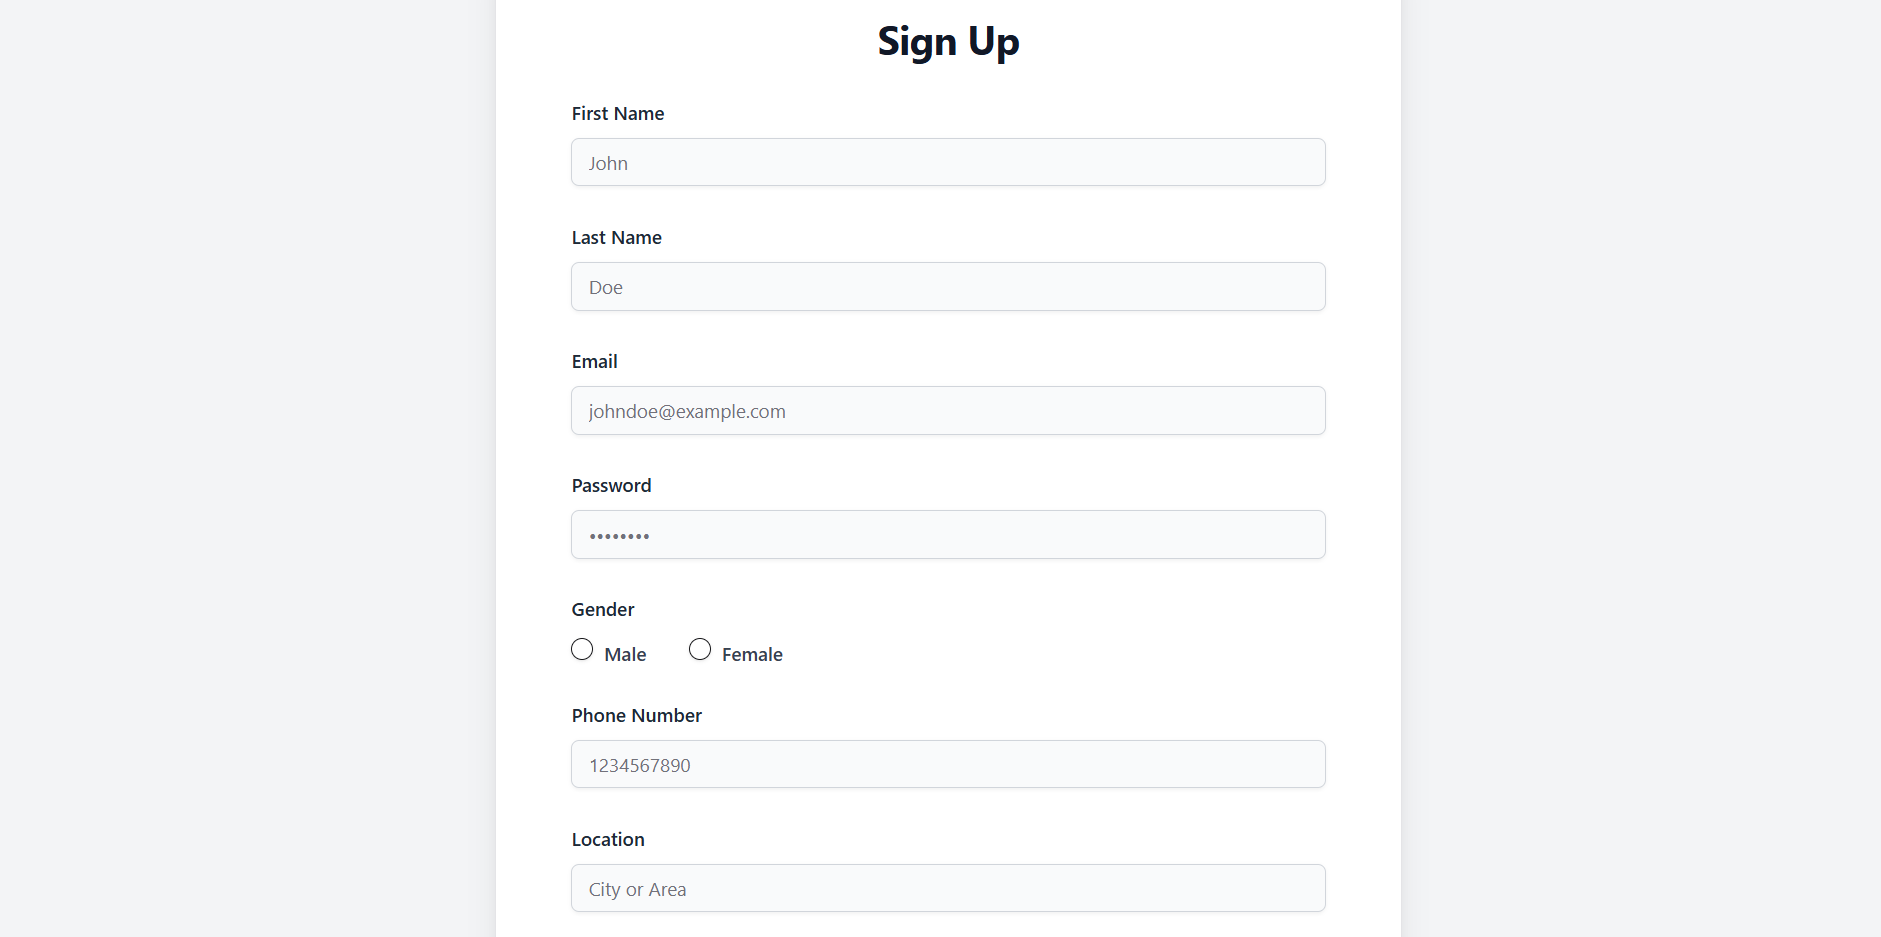 Sign Up
First Name
John
Last Name
Doe
Email
johndoe@example.com
Password
••••••••
Gender
Male Female
Phone Number
1234567890
Location
City or Area